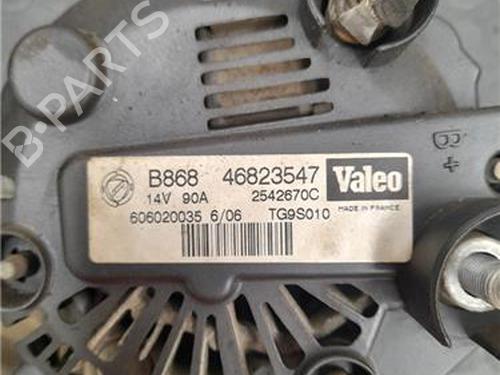 B-PARTS
B868 46823547 Valeo
14V 90A 2542670C MADE IN FRANCE
606020035 6/06 TG9S010
B+